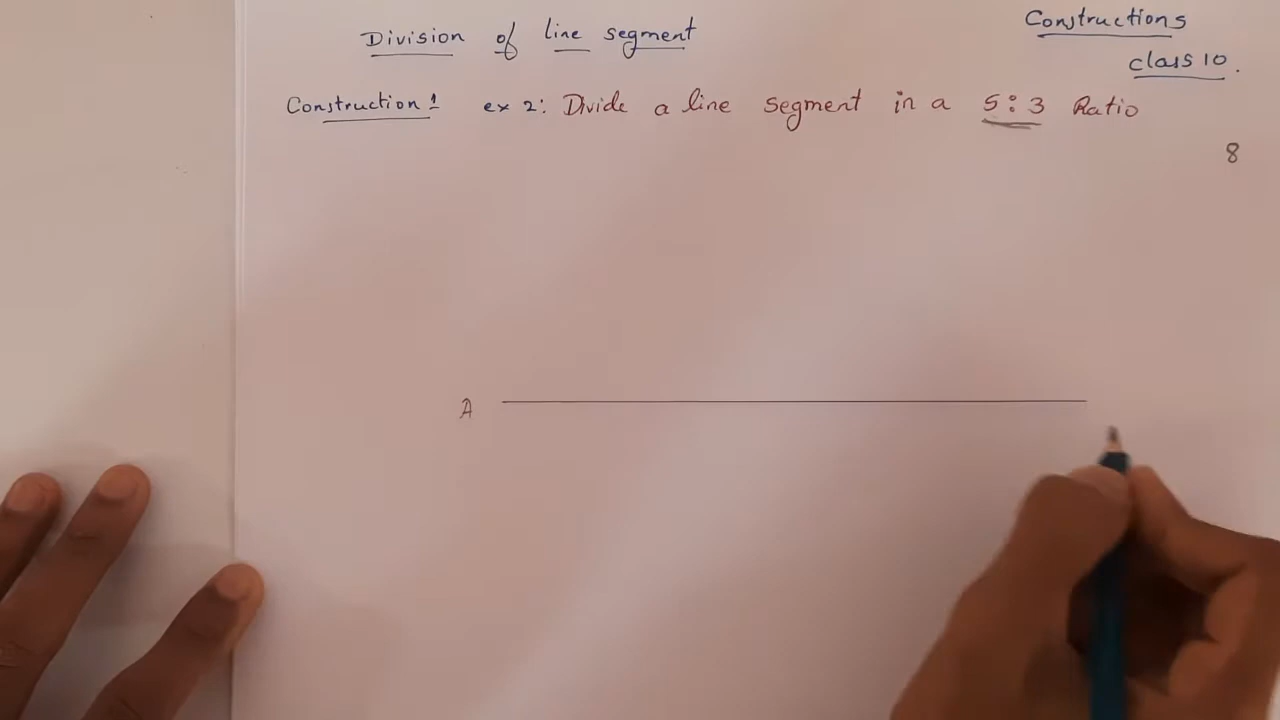 Division of line segment
Constructions
class 10.
Construction 1 ex 2: Divide a line segment in a 5:3 Ratio
8
A